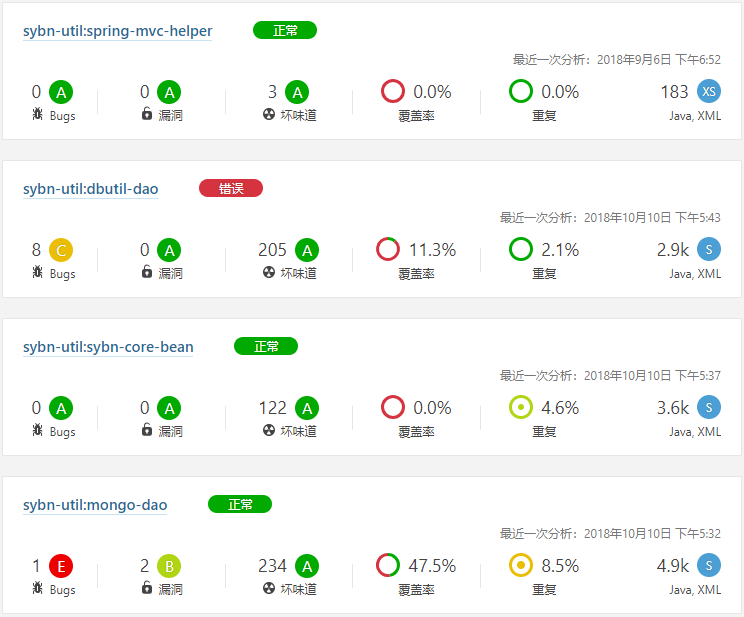 sybn-util:spring-mvc-helper 正常
最近一次分析：2018年9月6日 下午6:52
0 A 0 A 3 A 0.0% 0.0% 183 XS
Bugs 漏洞 坏味道 覆盖率 重复 Java, XML
sybn-util:dbutil-dao 错误
最近一次分析：2018年10月10日 下午5:43
8 C 0 A 205 A 11.3% 2.1% 2.9k S
Bugs 漏洞 坏味道 覆盖率 重复 Java, XML
sybn-util:sybn-core-bean 正常
最近一次分析：2018年10月10日 下午5:37
0 A 0 A 122 A 0.0% 4.6% 3.6k S
Bugs 漏洞 坏味道 覆盖率 重复 Java, XML
sybn-util:mongo-dao 正常
最近一次分析：2018年10月10日 下午5:32
1 E 2 B 234 A 47.5% 8.5% 4.9k S
Bugs 漏洞 坏味道 覆盖率 重复 Java, XML